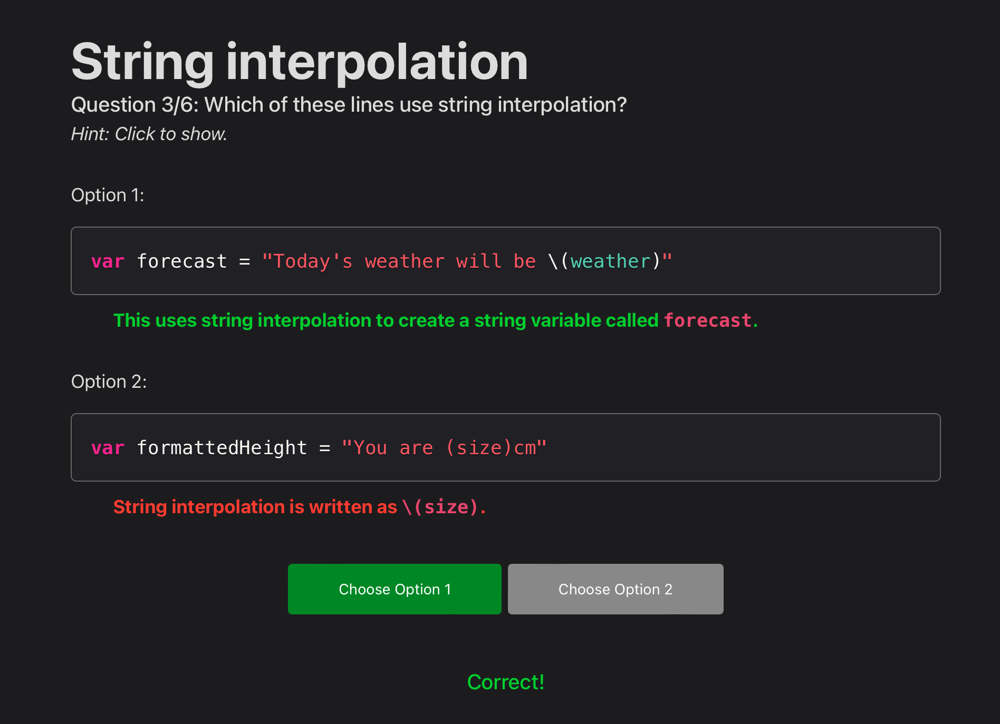 String interpolation
Question 3/6: Which of these lines use string interpolation?
Hint: Click to show.
Option 1:
var forecast = "Today's weather will be \(weather)"
This uses string interpolation to create a string variable called forecast.
Option 2:
var formattedHeight = "You are (size)cm"
String interpolation is written as \(size).
Choose Option 1
Choose Option 2
Correct!